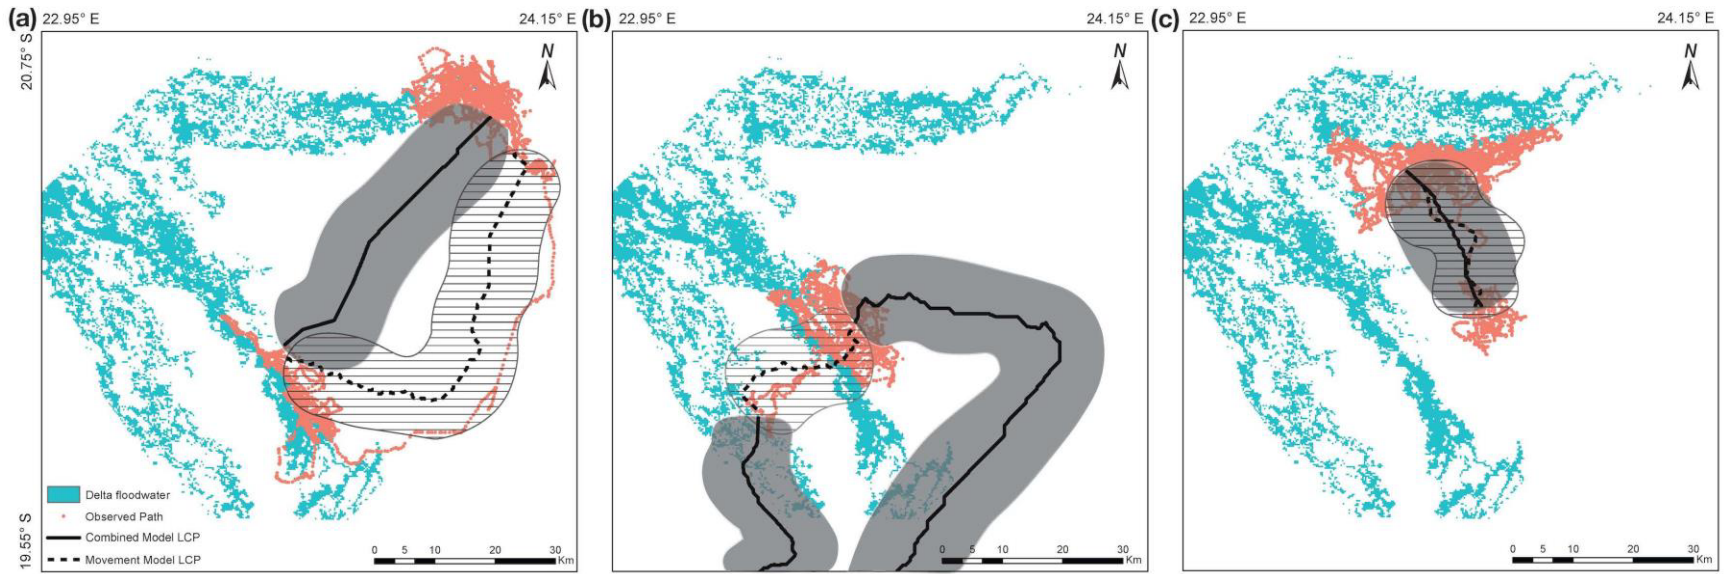 (a) 22.95° E 24.15° E (b) 22.95° E 24.15° E (c) 22.95° E 24.15° E
20.75° S
N N N
Delta floodwater
Observed Path
Combined Model LCP
Movement Model LCP
19.55° S
0 5 10 20 30 Km
0 5 10 20 30 Km
0 5 10 20 30 Km